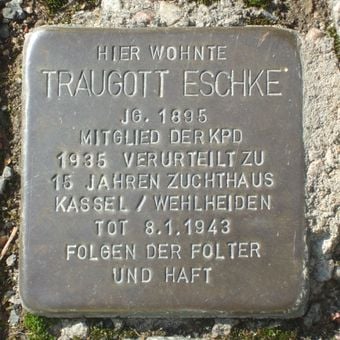 HIER WOHNTE
TRAUGOTT ESCHKE
JG. 1895
MITGLIED DER KPD
1935 VERURTEILT ZU
15 JAHREN ZUCHTHAUS
KASSEL / WEHLHEIDEN
TOT 8.1.1943
FOLGEN DER FOLTER
UND HAFT